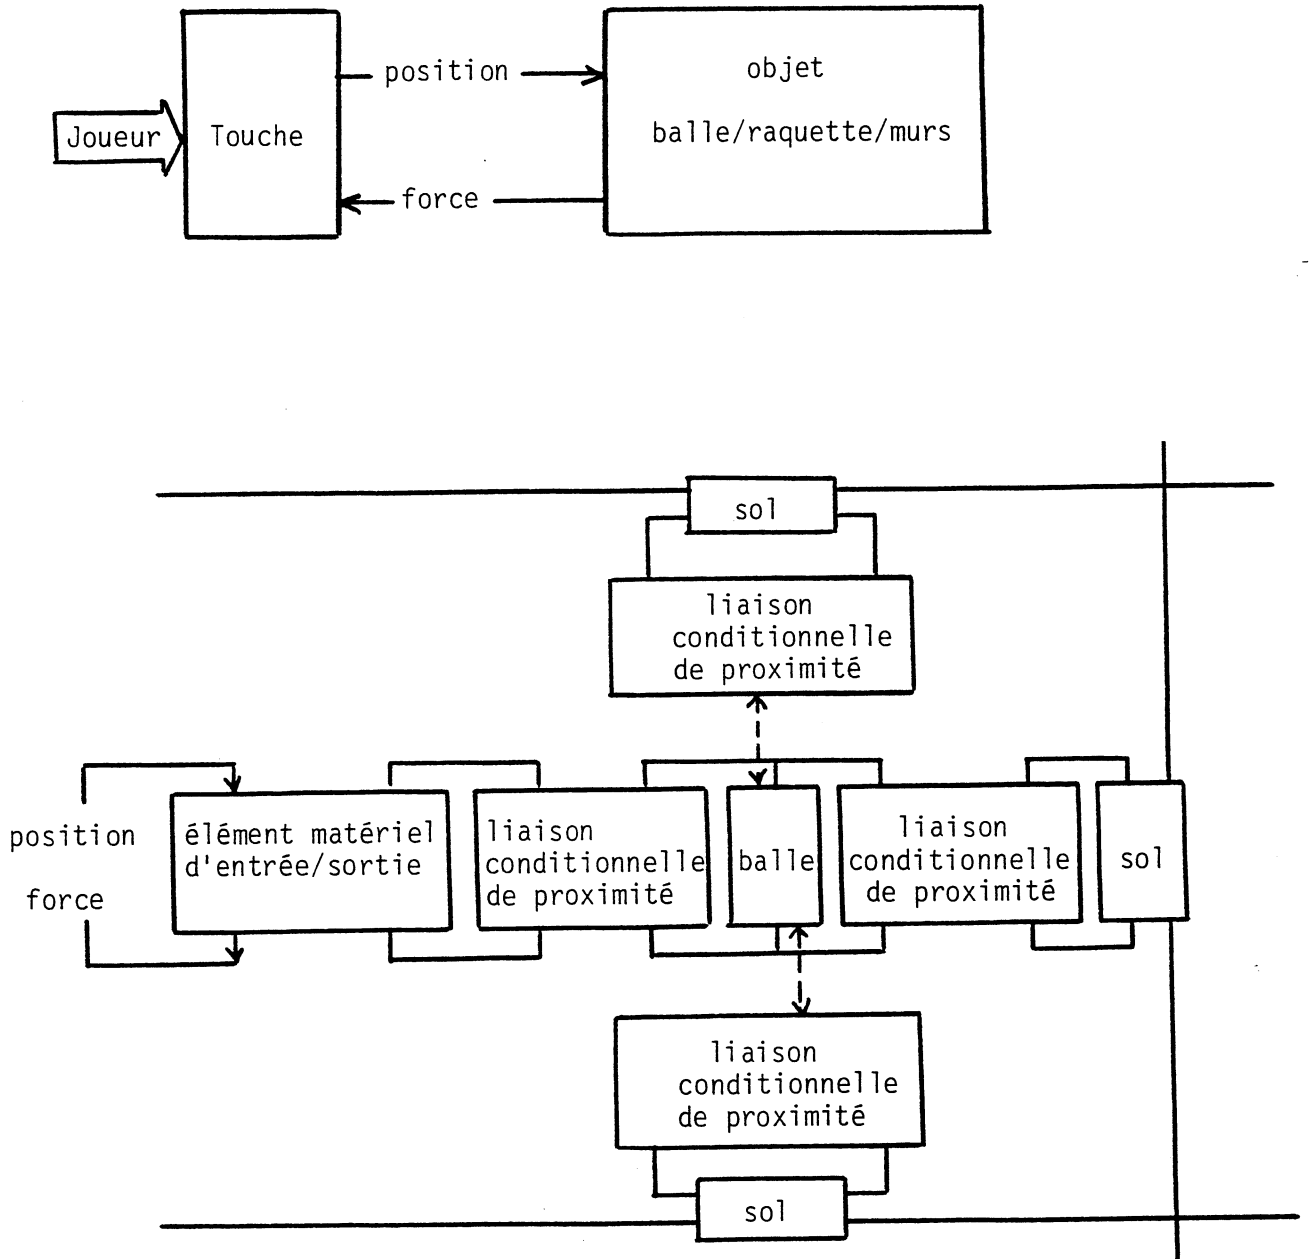 position
objet
Joueur
Touche
balle/raquette/murs
force
sol
liaison
conditionnelle
de proximité
position
force
élément matériel
d'entrée/sortie
liaison
conditionnelle
de proximité
balle
liaison
conditionnelle
de proximité
sol
liaison
conditionnelle
de proximité
sol